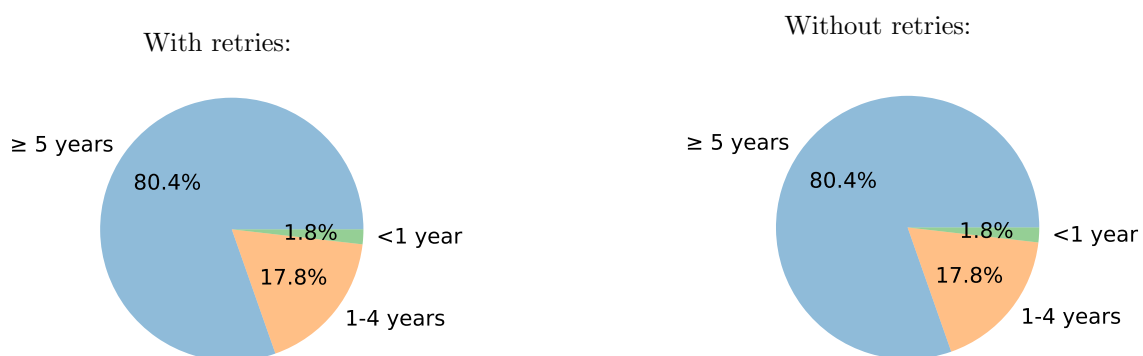 With retries:
≥ 5 years
80.4%
1.8%
<1 year
17.8%
1-4 years
Without retries:
≥ 5 years
80.4%
1.8%
<1 year
17.8%
1-4 years